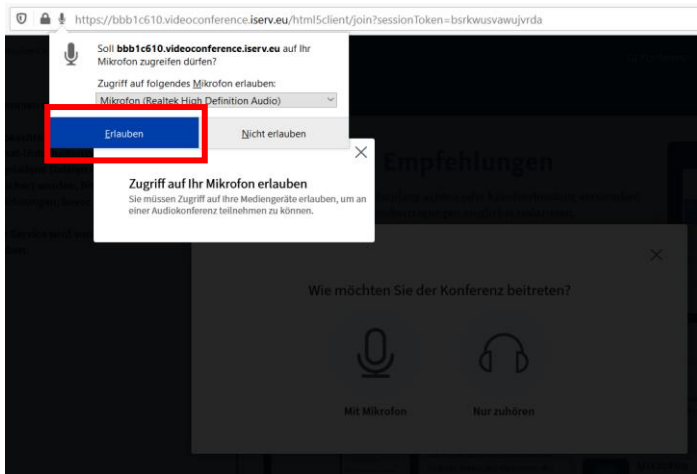 https://bbb1c610.videoconference.iserv.eu/html5client/join?sessionToken=bsrkwusvawujvrda
Soll bbb1c610.videoconference.iserv.eu auf Ihr
Mikrofon zugreifen dürfen?
Zugriff auf folgendes Mikrofon erlauben:
Mikrofon (Realtek High Definition Audio)
Erlauben
Nicht erlauben
Empfehlungen
Zugriff auf Ihr Mikrofon erlauben
Sie müssen Zugriff auf Ihre Mediengeräte erlauben, um an
einer Audiokonferenz teilnehmen zu können.
Wie möchten Sie der Konferenz beitreten?
Mit Mikrofon
Nur zuhören